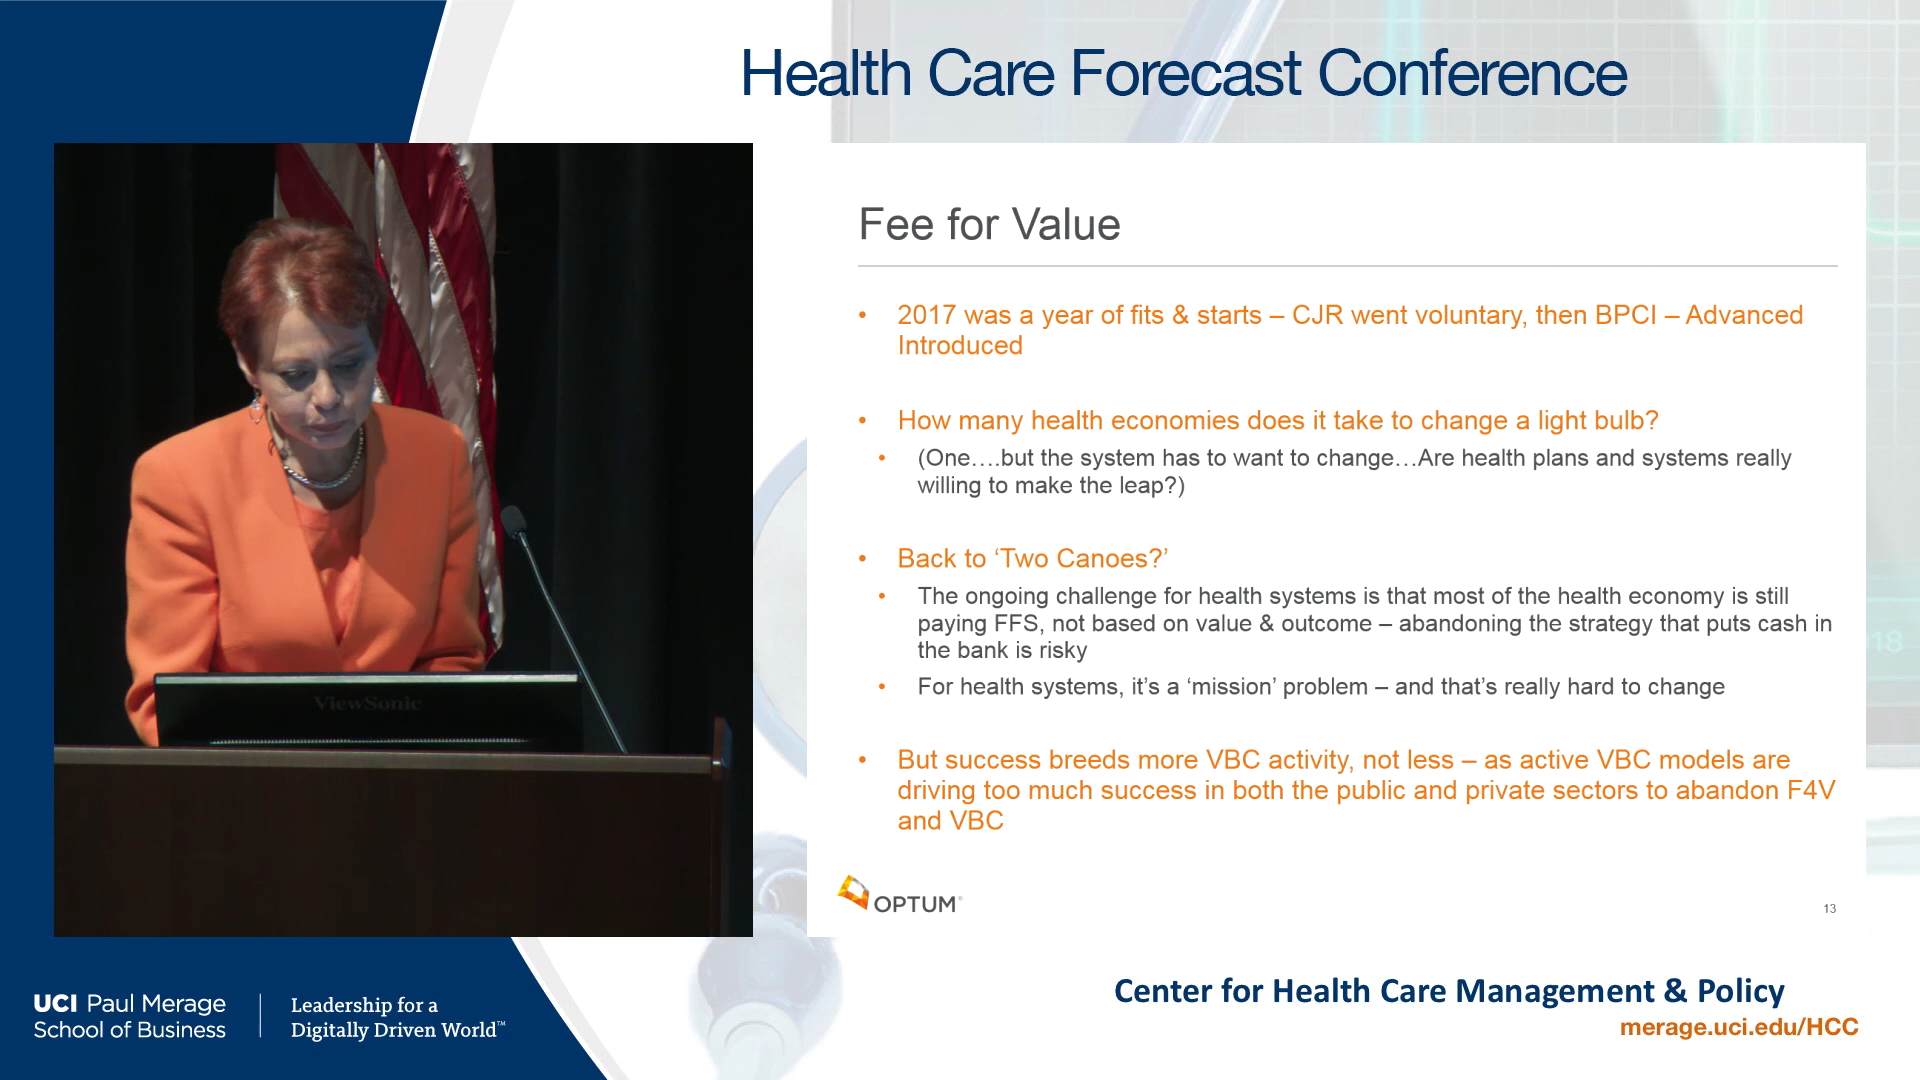 Health Care Forecast Conference
Fee for Value
• 2017 was a year of fits & starts – CJR went voluntary, then BPCI – Advanced
Introduced
• How many health economies does it take to change a light bulb?
• (One….but the system has to want to change…Are health plans and systems really
willing to make the leap?)
• Back to ‘Two Canoes?’
• The ongoing challenge for health systems is that most of the health economy is still
paying FFS, not based on value & outcome – abandoning the strategy that puts cash in
the bank is risky
• For health systems, it’s a ‘mission’ problem – and that’s really hard to change
• But success breeds more VBC activity, not less – as active VBC models are
driving too much success in both the public and private sectors to abandon F4V
and VBC
OPTUM®
13
ViewSonic
18
UCI Paul Merage
School of Business
Leadership for a
Digitally Driven World™
Center for Health Care Management & Policy
merage.uci.edu/HCC